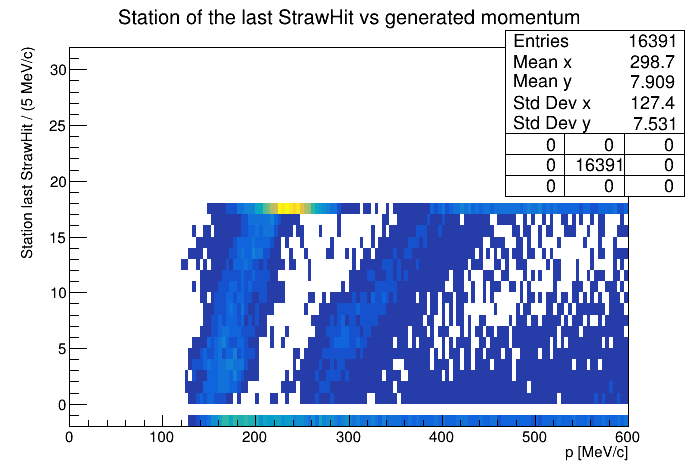 Station of the last StrawHit vs generated momentum
Entries 16391
Mean x 298.7
Mean y 7.909
Std Dev x 127.4
Std Dev y 7.531
0 0 0
0 16391 0
0 0 0
Station last StrawHit / (5 MeV/c)
30
25
20
15
10
5
0
0 100 200 300 400 500 600
p [MeV/c]